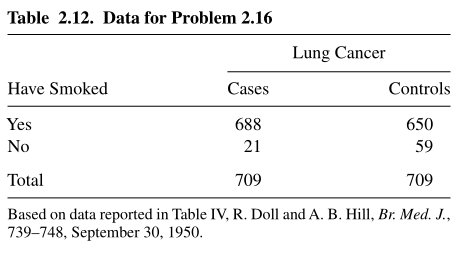 Table 2.12. Data for Problem 2.16
Lung Cancer
Have Smoked Cases Controls
Yes 688 650
No 21 59
Total 709 709
Based on data reported in Table IV, R. Doll and A. B. Hill, Br. Med. J.,
739–748, September 30, 1950.